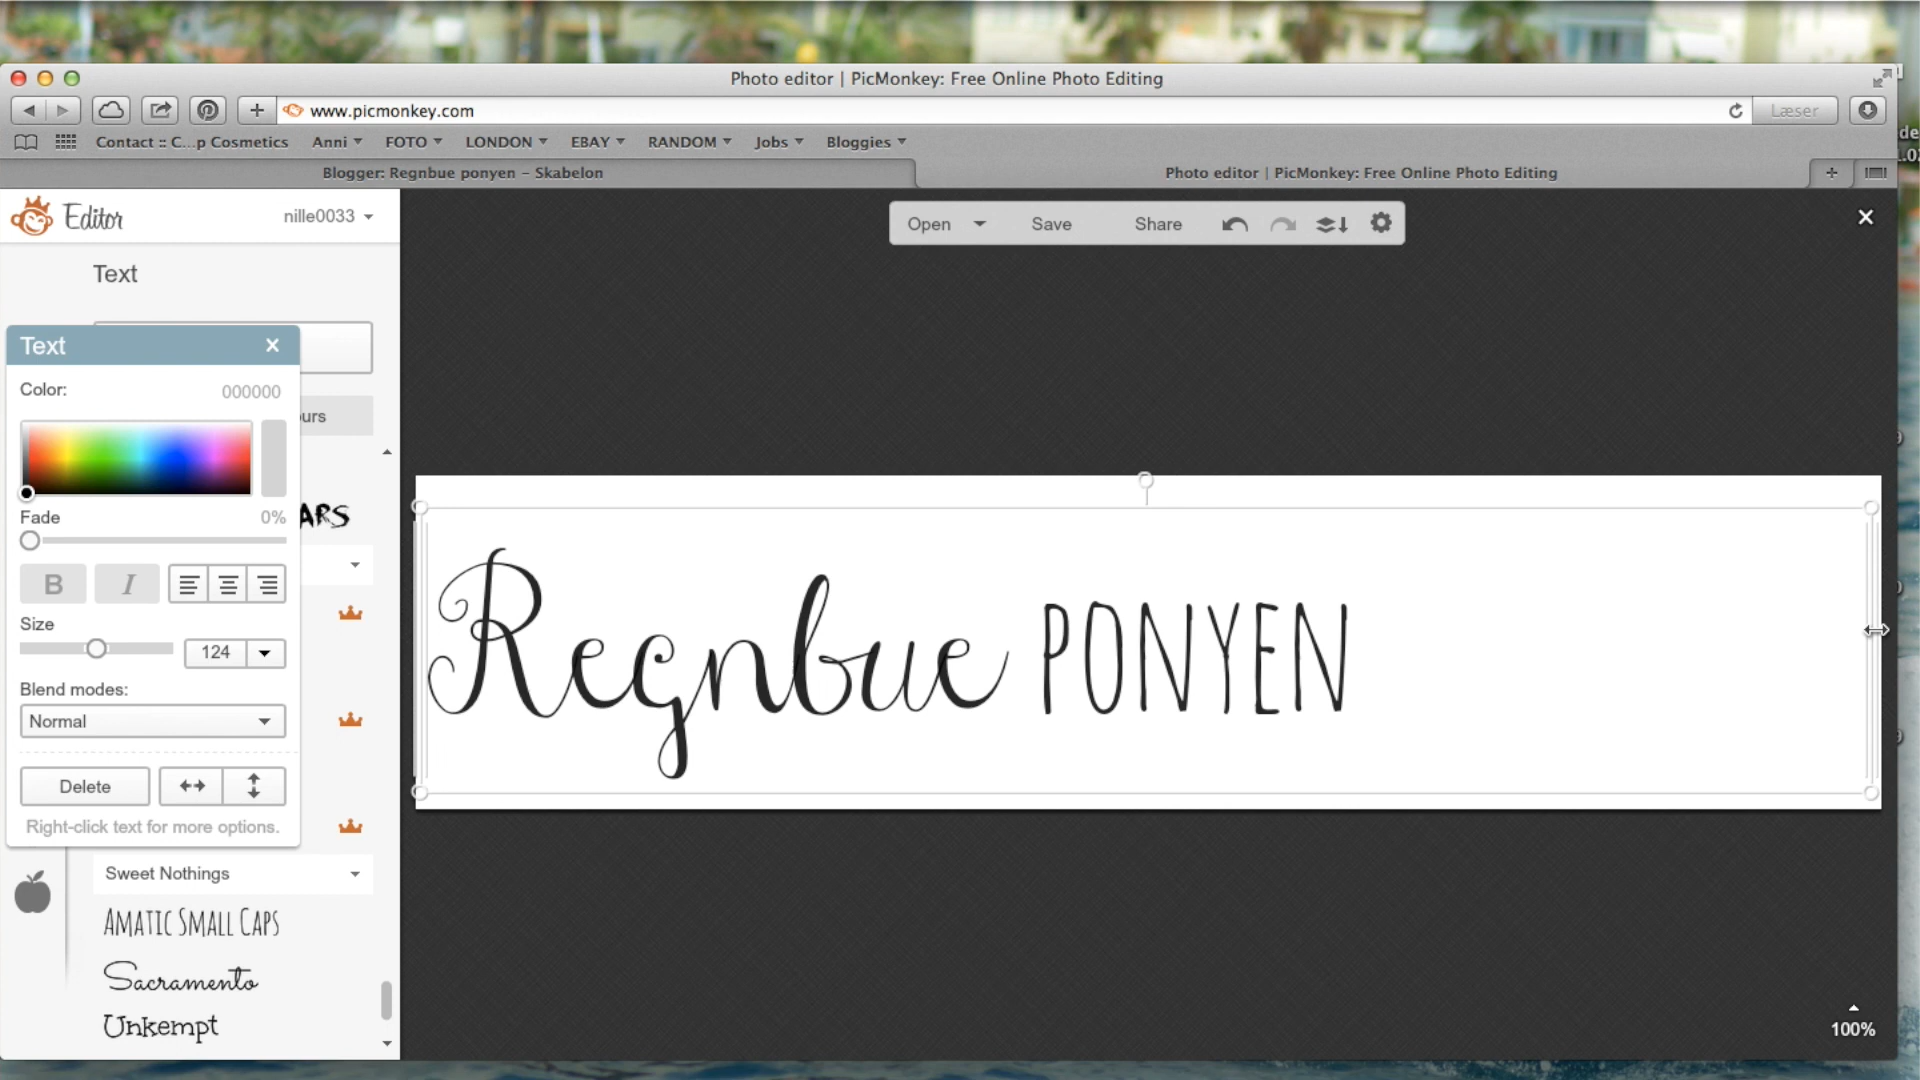 Photo editor | PicMonkey: Free Online Photo Editing
www.picmonkey.com
Læser
Contact :: C...p Cosmetics Anni FOTO LONDON EBAY RANDOM Jobs Bloggies
Blogger: Regnbue ponyen – Skabelon
Photo editor | PicMonkey: Free Online Photo Editing
Editor
nille0033
Open Save Share
Text
Text
Color: 000000
urs
Fade 0%
ARS
B I
Size
124
Blend modes:
Normal
Delete
Right-click text for more options.
Sweet Nothings
AMATIC SMALL CAPS
Sacramento
Unkempt
Regnbue PONYEN
100%